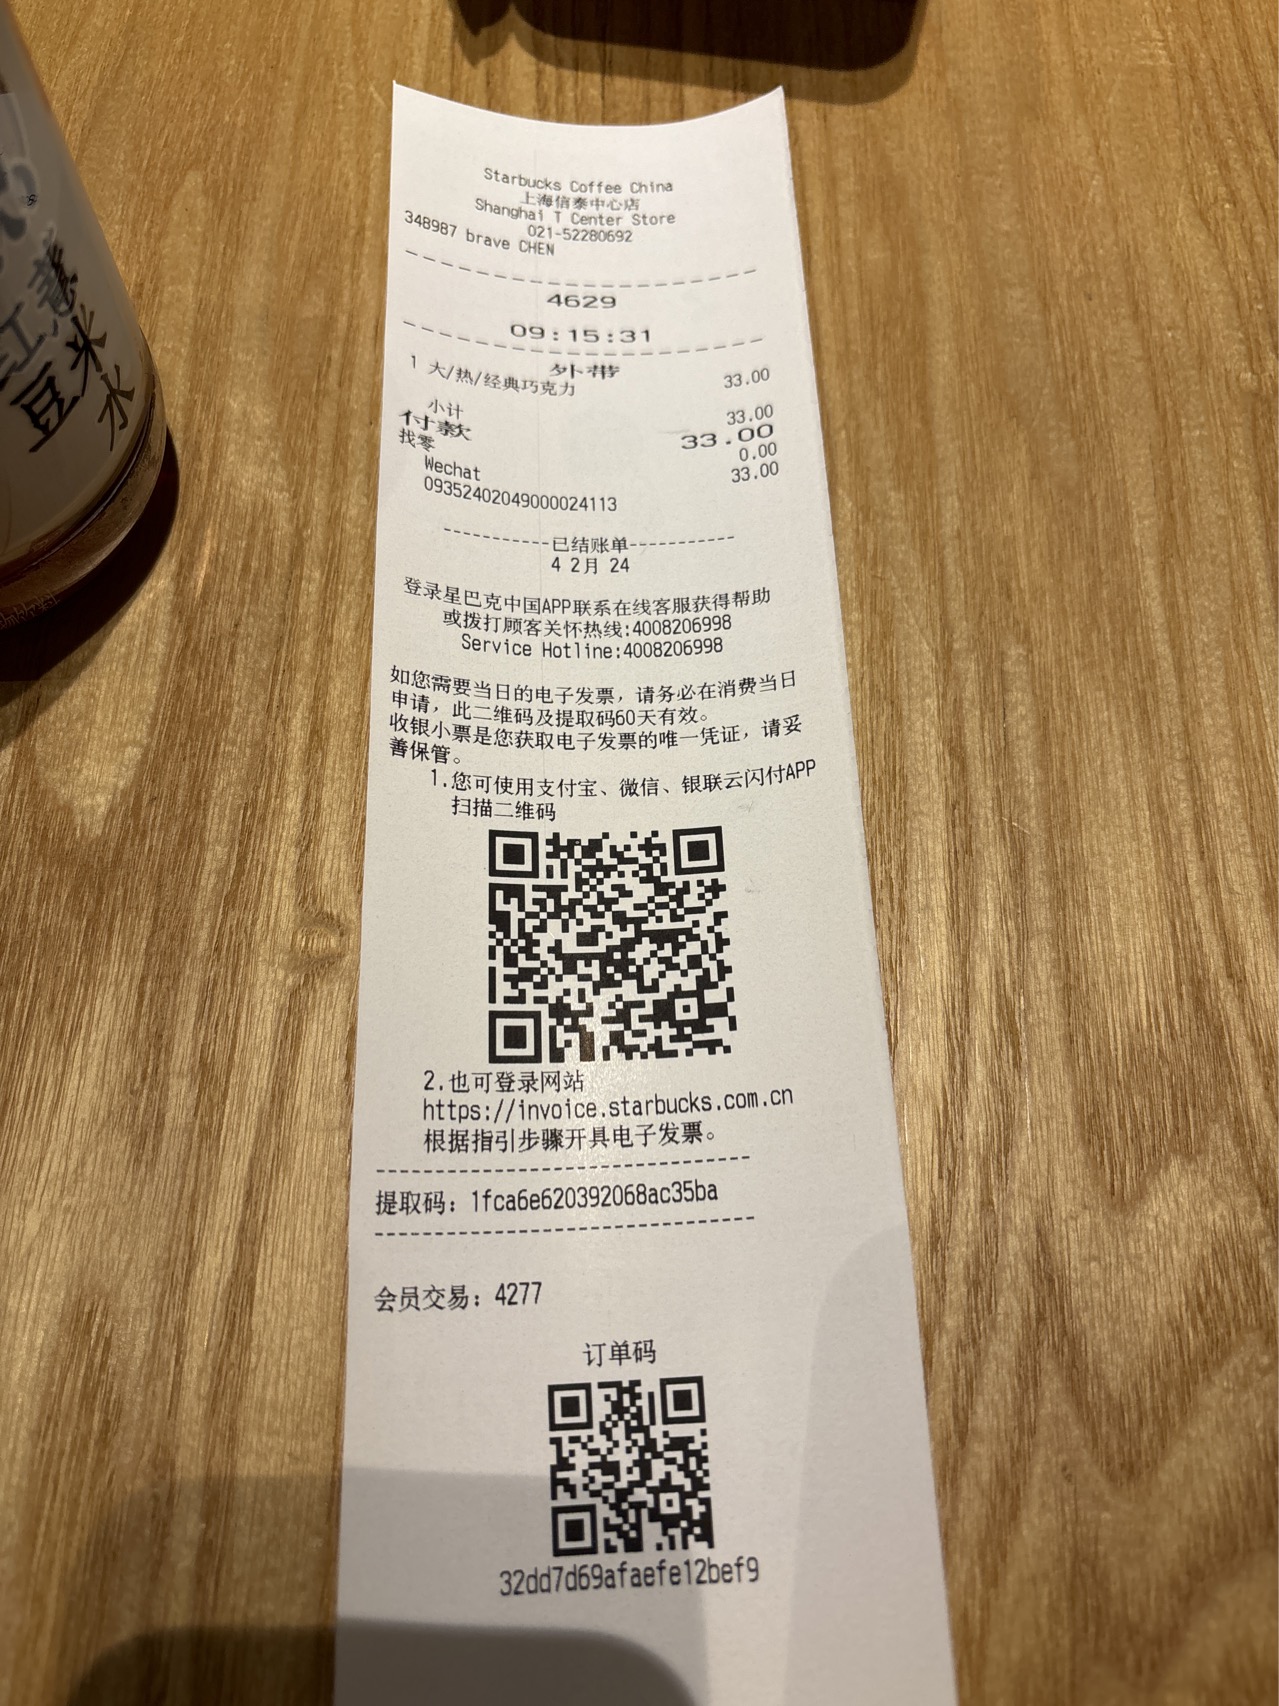 Starbucks Coffee China
上海信泰中心店
Shanghai T Center Store
021-52280692
348987 brave CHEN
4629
09:15:31
外带
1 大/热/经典巧克力 33.00
小计 33.00
付款 33.00
找零 0.00
Wechat 33.00
09352402049000024113
-----------已结账单-----------
4 2月 24
登录星巴克中国APP联系在线客服获得帮助
或拨打顾客关怀热线:4008206998
Service Hotline:4008206998
如您需要当日的电子发票，请务必在消费当日
申请，此二维码及提取码60天有效。
收银小票是您获取电子发票的唯一凭证，请妥
善保管。
1.您可使用支付宝、微信、银联云闪付APP
扫描二维码
2.也可登录网站
https://invoice.starbucks.com.cn
根据指引步骤开具电子发票。
提取码：1fca6e620392068ac35ba
会员交易：4277
订单码
32dd7d69afaefe12bef9
红薏
豆米
水